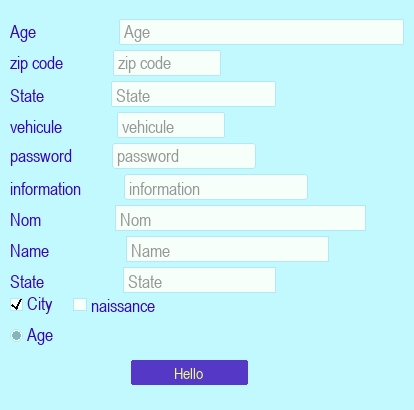 Age Age
zip code zip code
State State
vehicule vehicule
password password
information information
Nom Nom
Name Name
State State
City naissance
Age
Hello